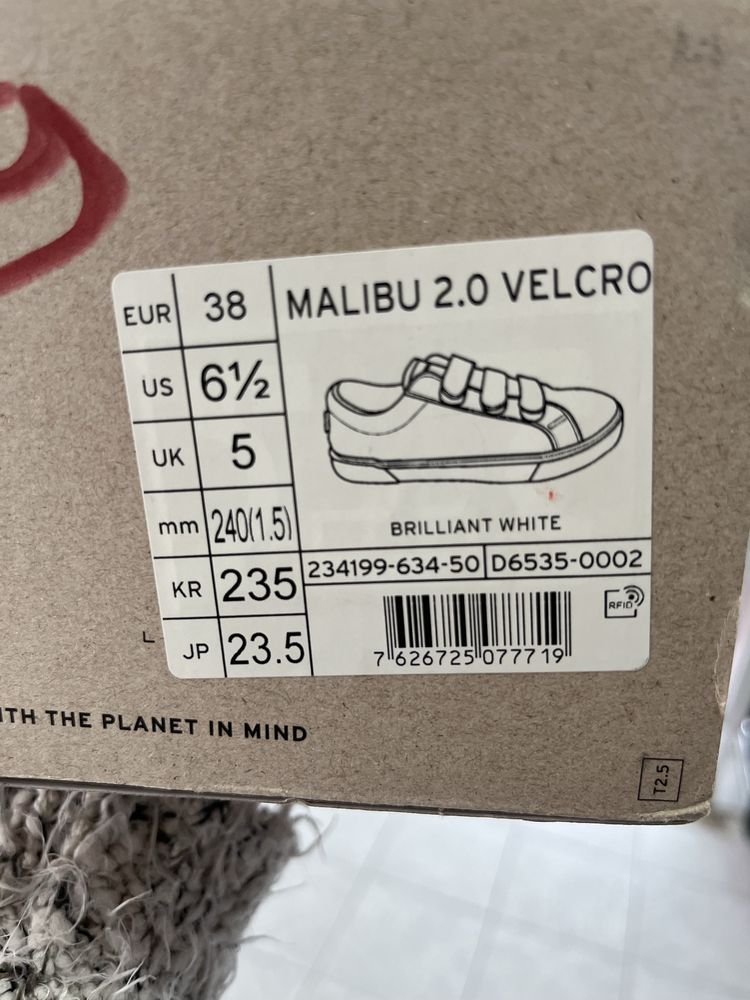 EUR 38 MALIBU 2.0 VELCRO
US 6½
UK 5
mm 240(1.5) BRILLIANT WHITE
KR 235 234199-634-50 D6535-0002
RFID
JP 23.5 7 626725 077719
L
ITH THE PLANET IN MIND
T2.5